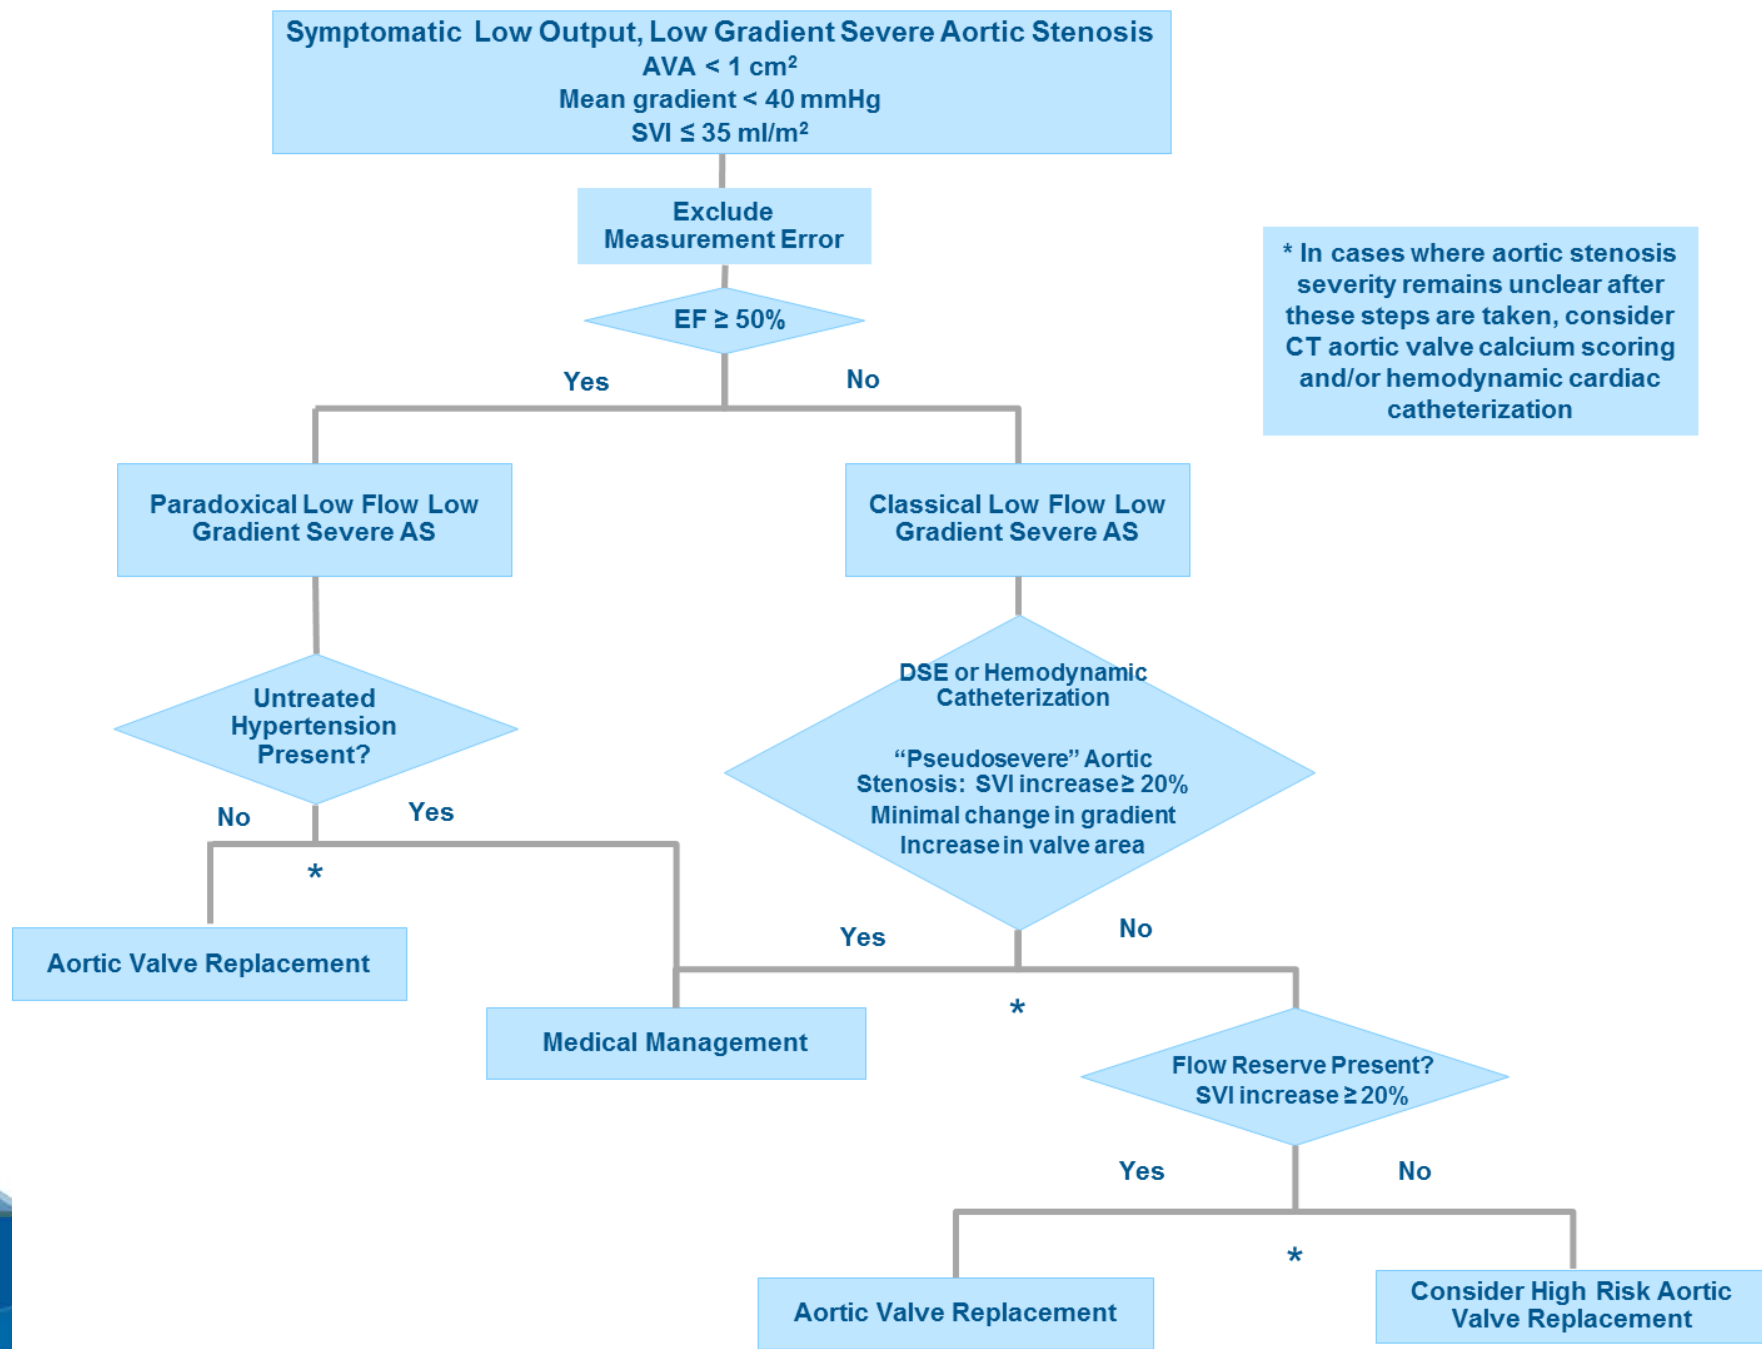 Symptomatic Low Output, Low Gradient Severe Aortic Stenosis
AVA < 1 cm²
Mean gradient < 40 mmHg
SVI ≤ 35 ml/m²
Exclude
Measurement Error
* In cases where aortic stenosis
severity remains unclear after
these steps are taken, consider
CT aortic valve calcium scoring
and/or hemodynamic cardiac
catheterization
EF ≥ 50%
Yes
No
Paradoxical Low Flow Low
Gradient Severe AS
Classical Low Flow Low
Gradient Severe AS
Untreated
Hypertension
Present?
DSE or Hemodynamic
Catheterization
“Pseudosevere” Aortic
Stenosis: SVI increase ≥ 20%
Minimal change in gradient
Increase in valve area
No
Yes
*
Aortic Valve Replacement
Yes
No
*
Medical Management
Flow Reserve Present?
SVI increase ≥ 20%
Yes
No
*
Aortic Valve Replacement
Consider High Risk Aortic
Valve Replacement